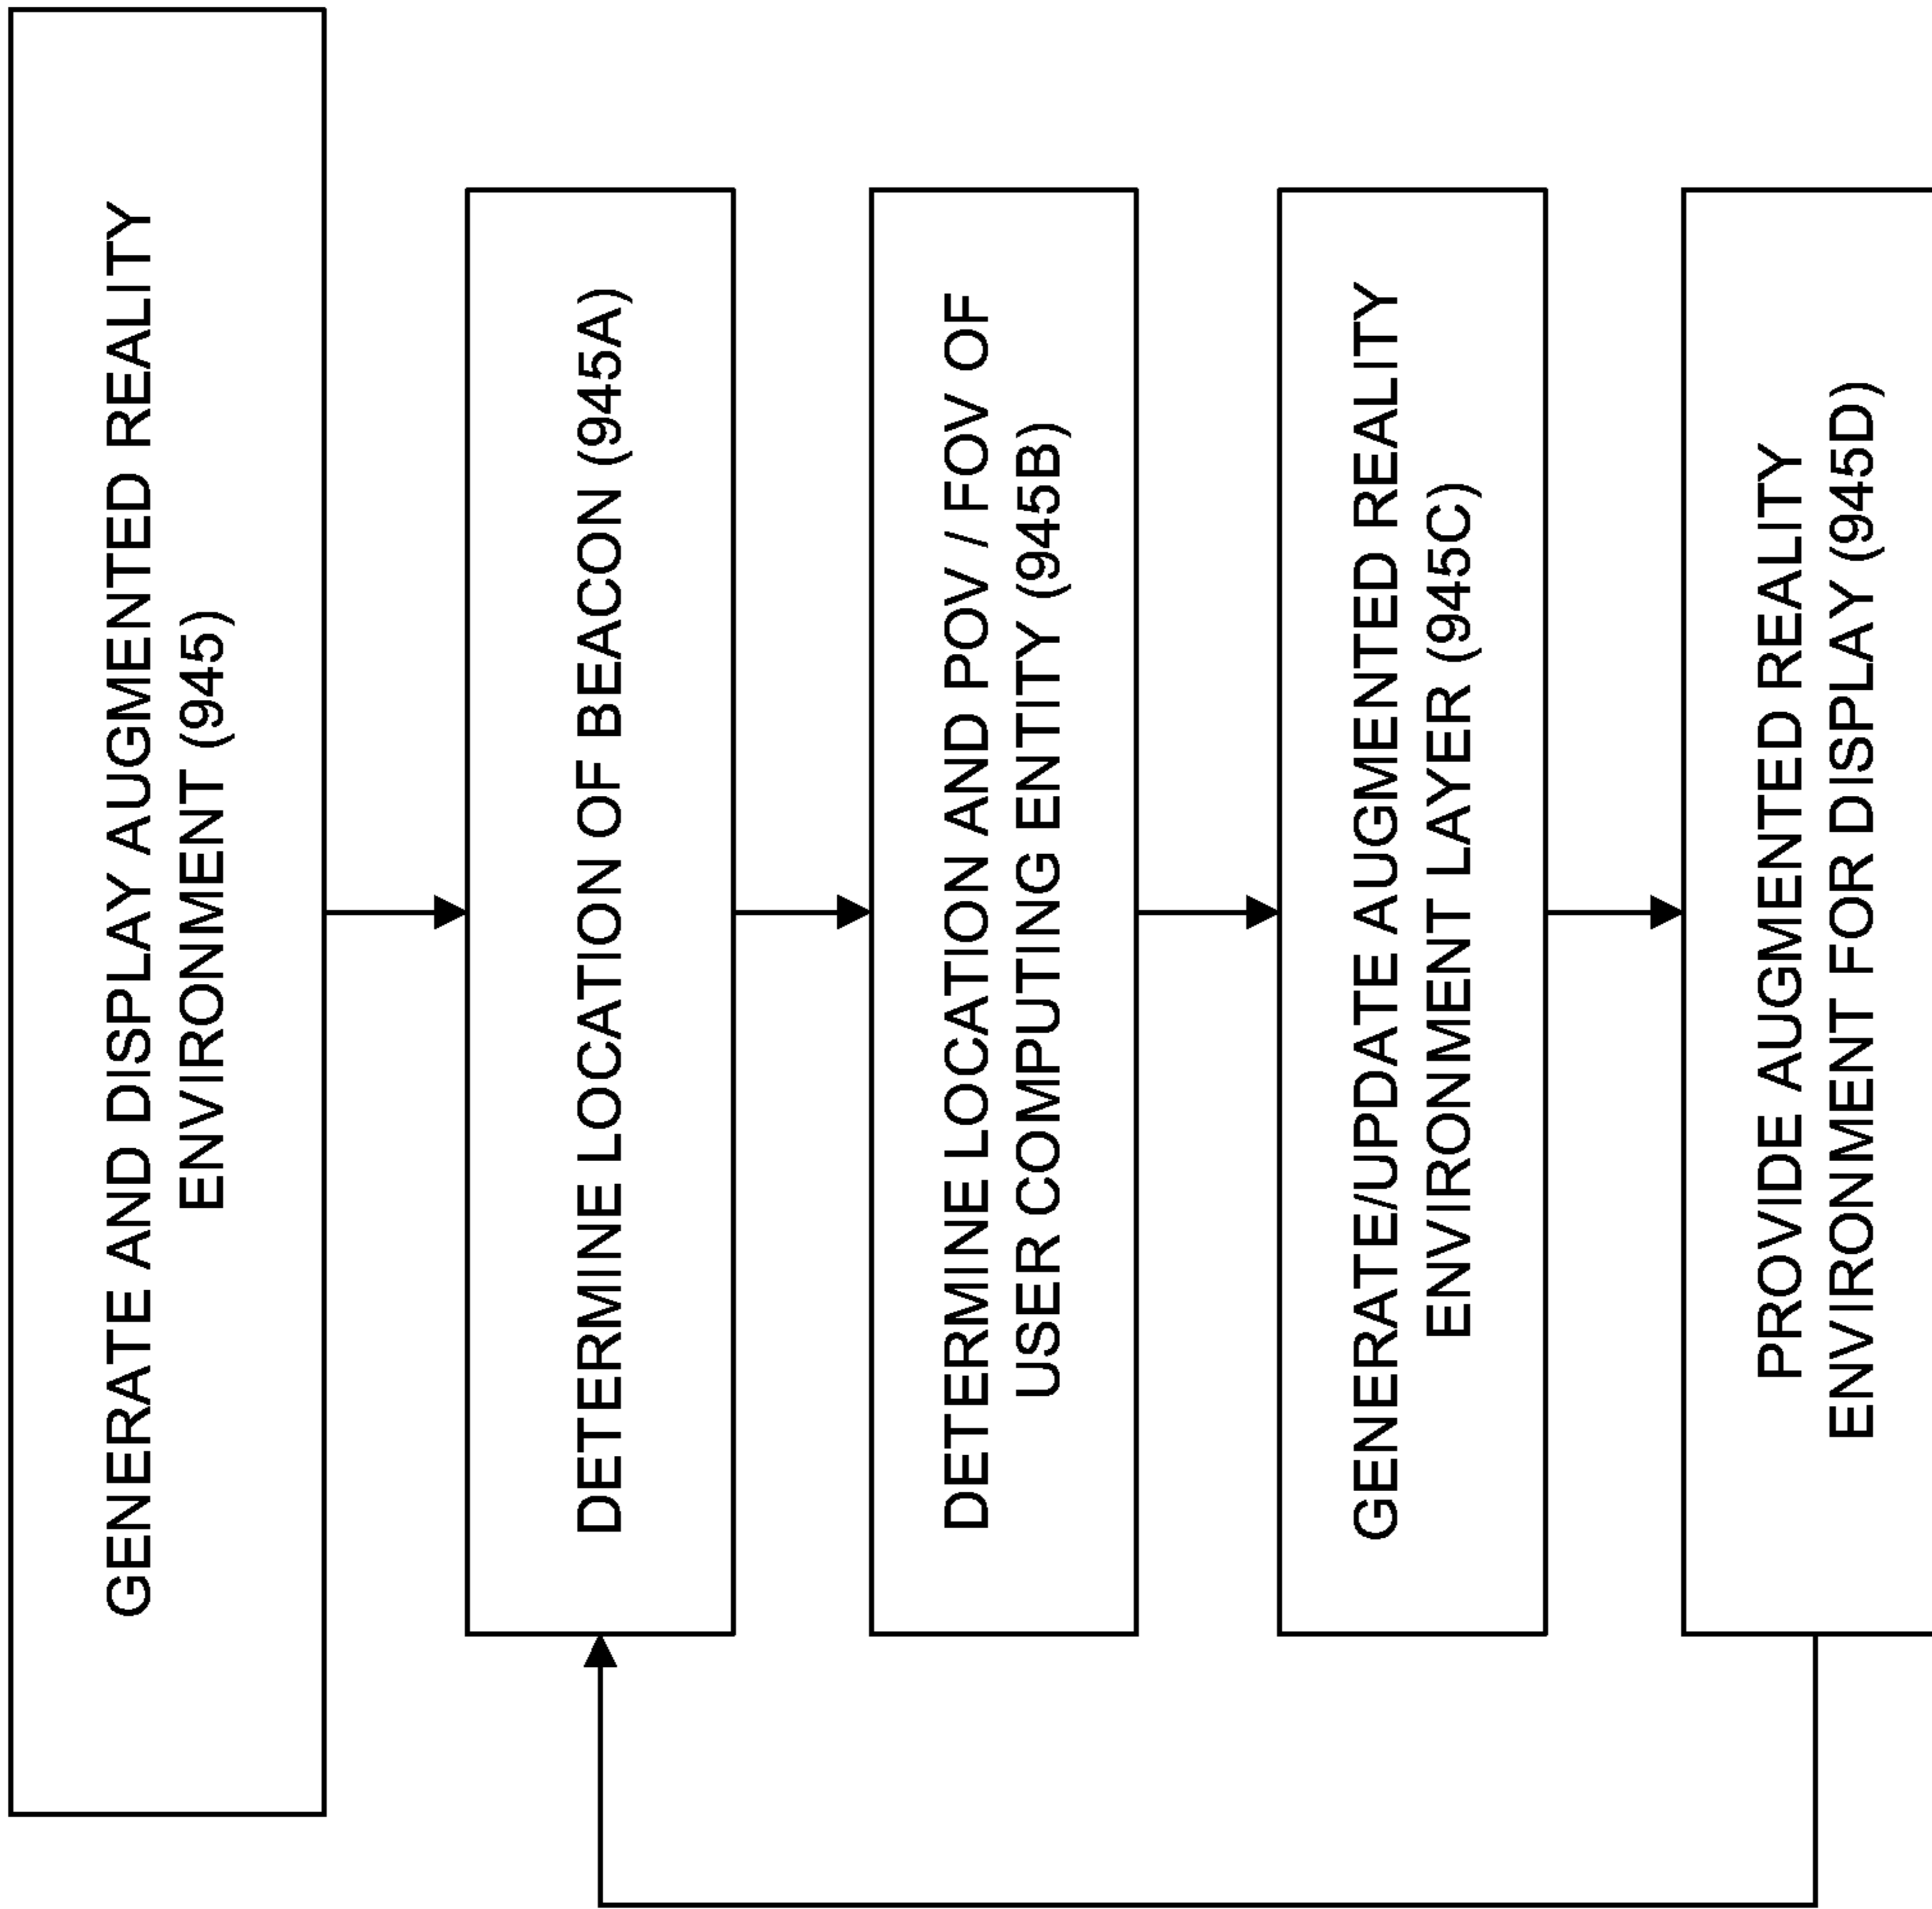 GENERATE AND DISPLAY AUGMENTED REALITY
ENVIRONMENT (945)
DETERMINE LOCATION OF BEACON (945A)
DETERMINE LOCATION AND POV / FOV OF
USER COMPUTING ENTITY (945B)
GENERATE/UPDATE AUGMENTED REALITY
ENVIRONMENT LAYER (945C)
PROVIDE AUGMENTED REALITY
ENVIRONMENT FOR DISPLAY (945D)